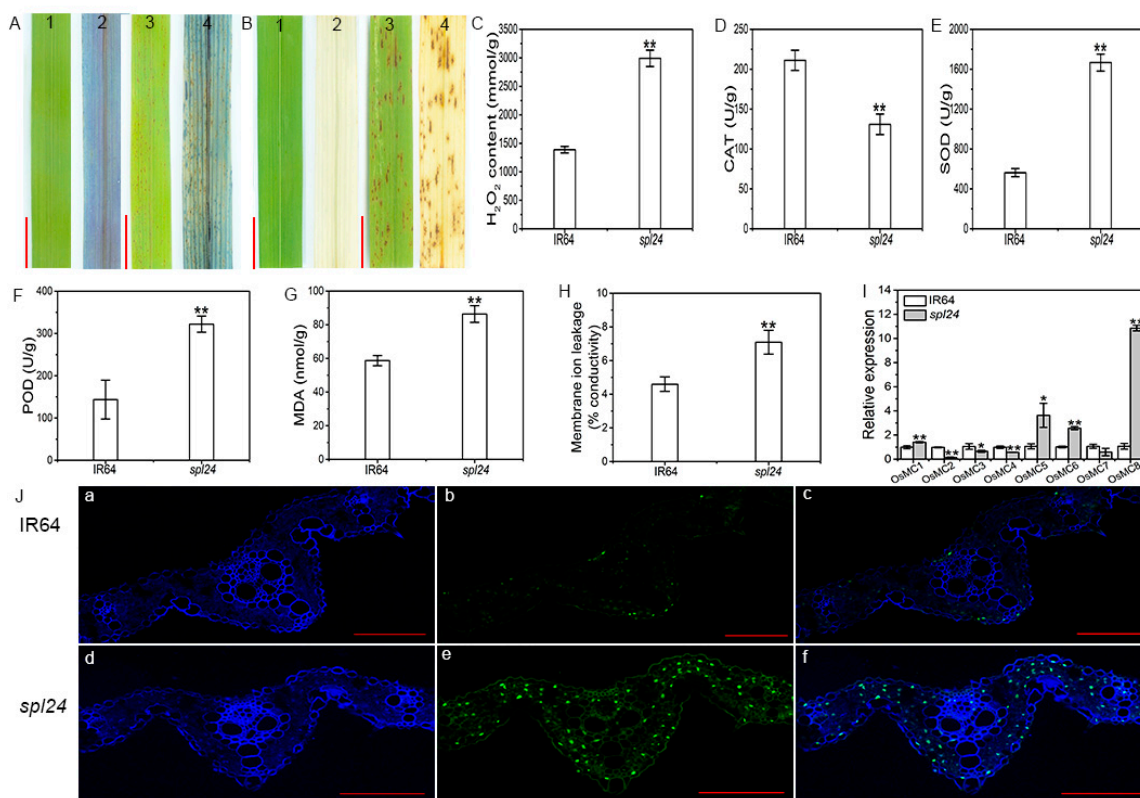 A 1 2 3 4
B 1 2 3 4
C
H₂O₂ content (mmol/g)
3500
3000
2500
2000
1500
1000
500
0
**
IR64 spl24
D
CAT (U/g)
250
200
150
100
50
0
**
IR64 spl24
E
SOD (U/g)
2000
1600
1200
800
400
0
**
IR64 spl24
F
POD (U/g)
400
300
200
100
0
**
IR64 spl24
G
MDA (nmol/g)
100
80
60
40
20
0
**
IR64 spl24
H
Membrane ion leakage
(% conductivity)
10
8
6
4
2
0
**
IR64 spl24
I
IR64
spl24
Relative expression
14
12
10
8
6
4
2
0
** ** * ** * ** **
OsMC1 OsMC2 OsMC3 OsMC4 OsMC5 OsMC6 OsMC7 OsMC8
J a b c
IR64
d e f
spl24